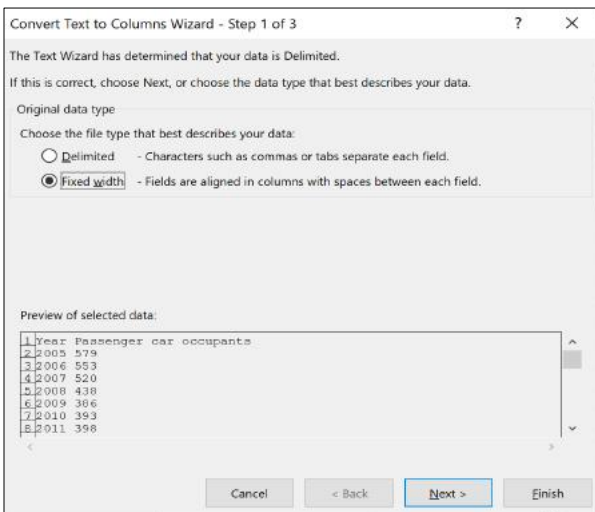 Convert Text to Columns Wizard - Step 1 of 3 ? ×
The Text Wizard has determined that your data is Delimited.
If this is correct, choose Next, or choose the data type that best describes your data.
Original data type
Choose the file type that best describes your data:
Delimited - Characters such as commas or tabs separate each field.
Fixed width - Fields are aligned in columns with spaces between each field.
Preview of selected data:
1 Year Passenger car occupants
2 2005 579
3 2006 553
4 2007 520
5 2008 438
6 2009 386
7 2010 393
8 2011 398
Cancel < Back Next > Finish